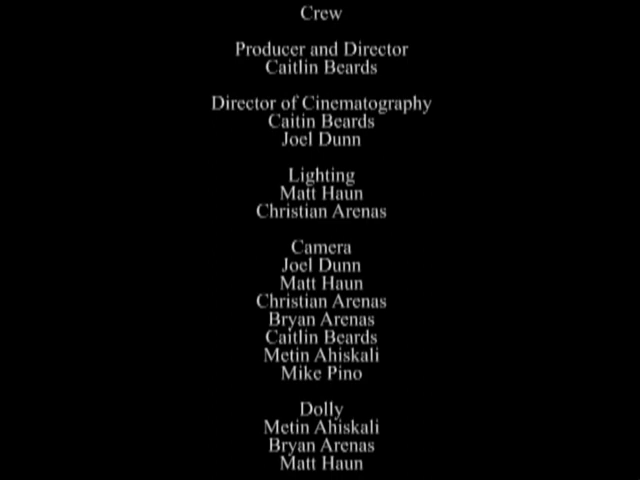 Crew
Producer and Director
Caitlin Beards
Director of Cinematography
Caitin Beards
Joel Dunn
Lighting
Matt Haun
Christian Arenas
Camera
Joel Dunn
Matt Haun
Christian Arenas
Bryan Arenas
Caitlin Beards
Metin Ahiskali
Mike Pino
Dolly
Metin Ahiskali
Bryan Arenas
Matt Haun